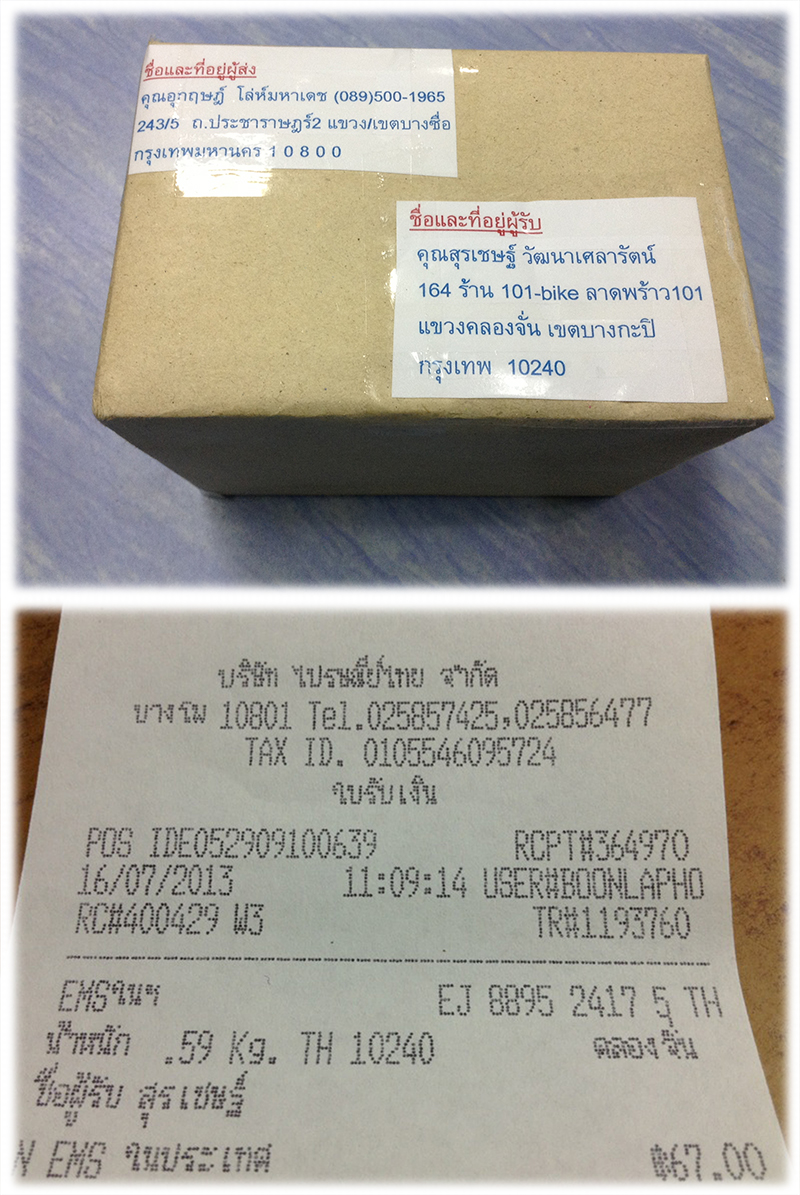 ชื่อและที่อยู่ผู้ส่ง
คุณอุกฤษฎ์ โล่ห์มหาเดช (089)500-1965
243/5 ถ.ประชาราษฎร์2 แขวง/เขตบางซื่อ
กรุงเทพมหานคร 1 0 8 0 0
ชื่อและที่อยู่ผู้รับ
คุณสุรเชษฐ์ วัฒนาเศลารัตน์
164 ร้าน 101-bike ลาดพร้าว101
แขวงคลองจั่น เขตบางกะปิ
กรุงเทพ 10240
บริษัท ไปรษณีย์ไทย จำกัด
บางโพ 10801 Tel.025857425,025856477
TAX ID. 0105546095724
ใบรับเงิน
POS IDE052909100639 RCPT#364970
16/07/2013 11:09:14 USER#BOONLAPHO
RC#400429 W3 TR#1193760
EMSในฯ EJ 8895 2417 5 TH
น้ำหนัก .59 Kg. TH 10240 คลองจั่น
ชื่อผู้รับ สุรเชษฐ์
N EMS ในประเทศ ฿67.00